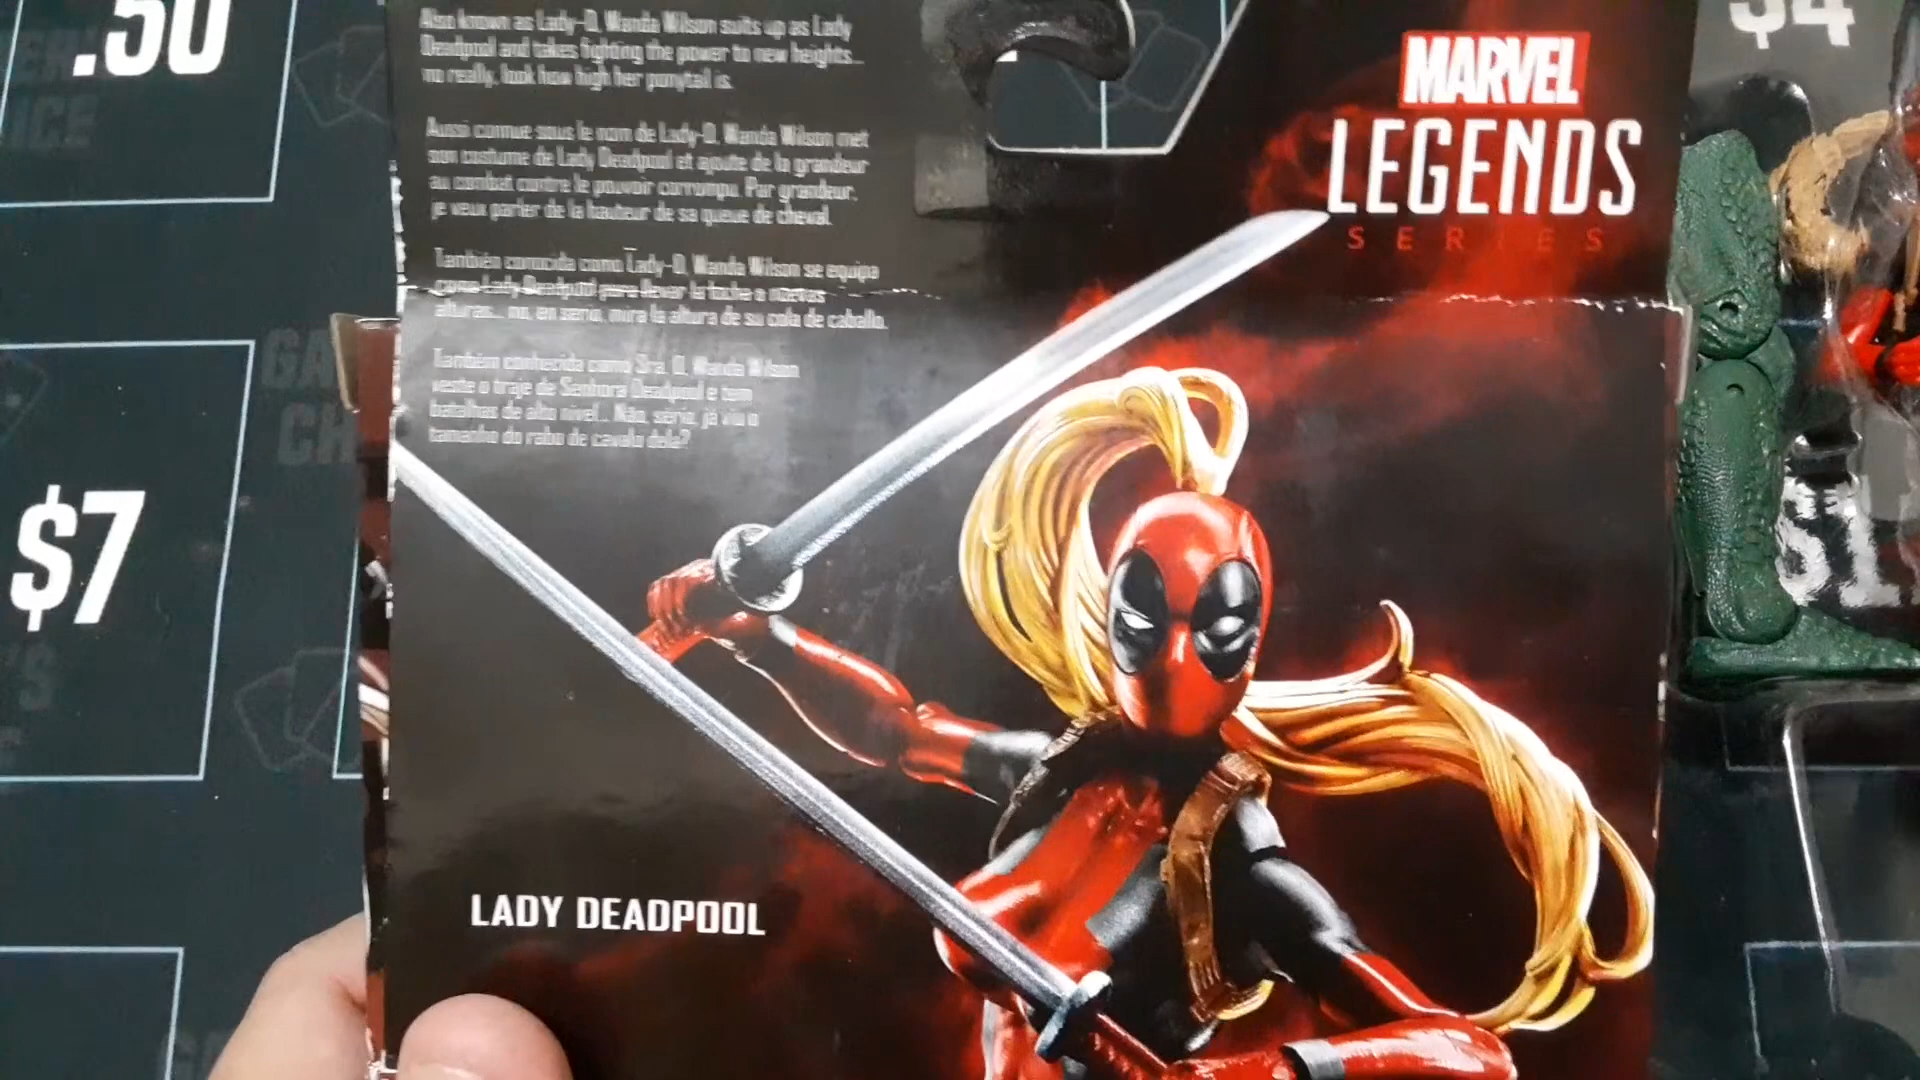 .50
$4
Also known as Lady-D, Wanda Wilson suits up as Lady
Deadpool and takes fighting the power to new heights...
no really, look how high her ponytail is.
Aussi connue sous le nom de Lady-D, Wanda Wilson met
son costume de Lady Deadpool et ajoute de la grandeur
au combat contre le pouvoir corrompu. Par grandeur,
je veux parler de la hauteur de sa queue de cheval.
También conocida como Lady-D, Wanda Wilson se equipa
como Lady Deadpool para llevar la lucha a nuevas
alturas... no, en serio, mira la altura de su cola de caballo.
Também conhecida como Sra. D, Wanda Wilson
veste o traje de Senhora Deadpool e tem
batalhas de alto nível... Não, sério, já viu o
tamanho do rabo de cavalo dela?
MARVEL
LEGENDS
SERIES
$7
$1
LADY DEADPOOL